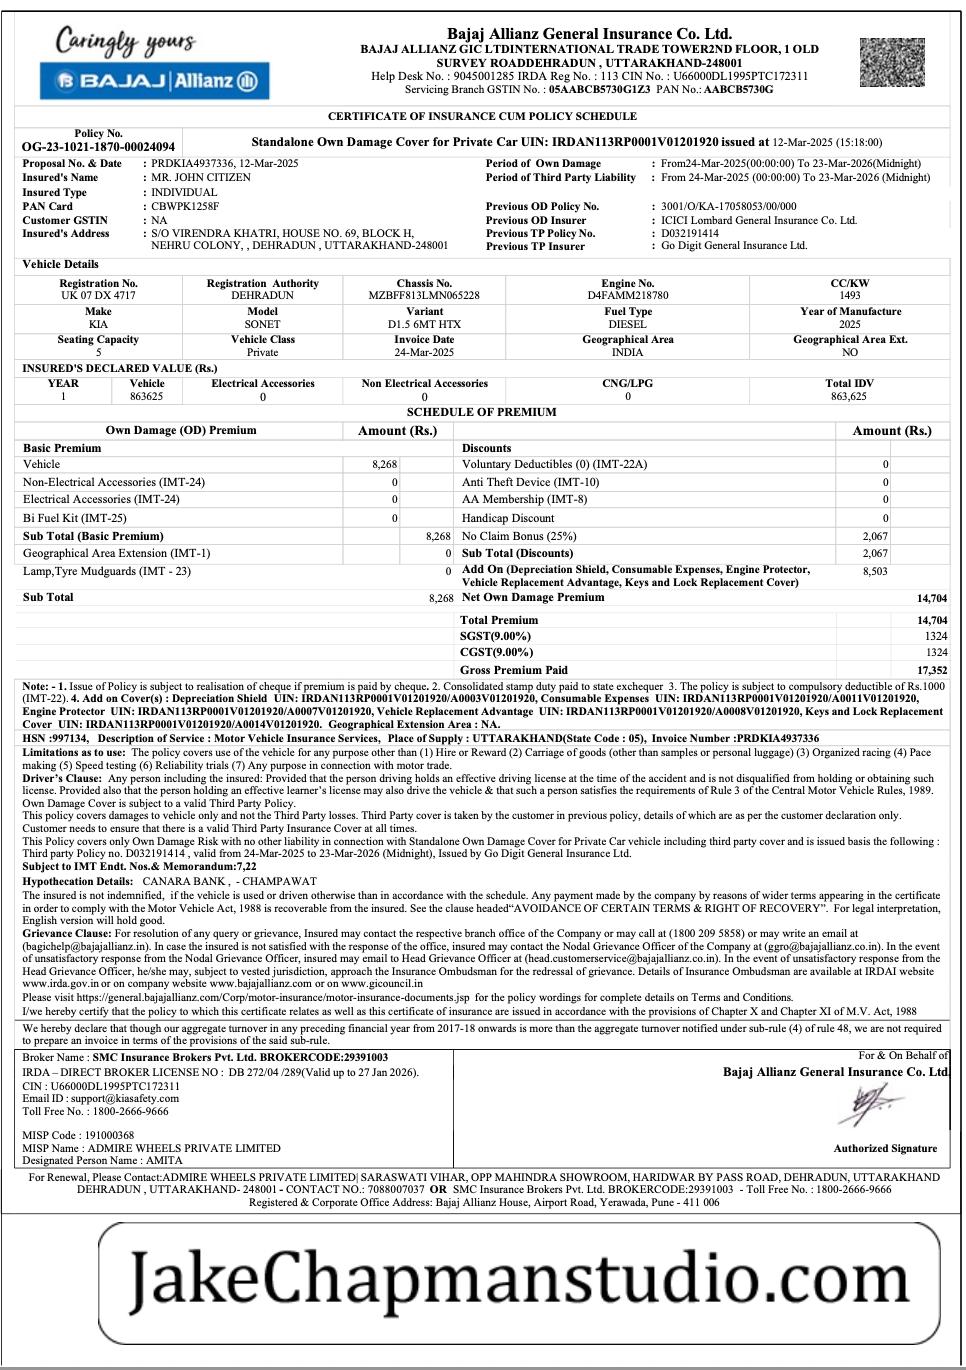 Caringly yours
BAJAJ | Allianz
Bajaj Allianz General Insurance Co. Ltd.
BAJAJ ALLIANZ GIC LTDINTERNATIONAL TRADE TOWER2ND FLOOR, 1 OLD
SURVEY ROADDEHRADUN , UTTARAKHAND-248001
Help Desk No. : 9045001285 IRDA Reg No. : 113 CIN No. : U66000DL1995PTC172311
Servicing Branch GSTIN No. : 05AABCB5730G1Z3 PAN No.: AABCB5730G
CERTIFICATE OF INSURANCE CUM POLICY SCHEDULE
Policy No.
OG-23-1021-1870-00024094
Standalone Own Damage Cover for Private Car UIN: IRDAN113RP0001V01201920 issued at 12-Mar-2025 (15:18:00)
Proposal No. & Date : PRDKIA4937336, 12-Mar-2025
Insured's Name : MR. JOHN CITIZEN
Insured Type : INDIVIDUAL
PAN Card : CBWPK1258F
Customer GSTIN : NA
Insured's Address : S/O VIRENDRA KHATRI, HOUSE NO. 69, BLOCK H,
NEHRU COLONY, , DEHRADUN , UTTARAKHAND-248001
Period of Own Damage : From24-Mar-2025(00:00:00) To 23-Mar-2026(Midnight)
Period of Third Party Liability : From 24-Mar-2025 (00:00:00) To 23-Mar-2026 (Midnight)
Previous OD Policy No. : 3001/O/KA-17058053/00/000
Previous OD Insurer : ICICI Lombard General Insurance Co. Ltd.
Previous TP Policy No. : D032191414
Previous TP Insurer : Go Digit General Insurance Ltd.
Vehicle Details
Registration No. Registration Authority Chassis No. Engine No. CC/KW
UK 07 DX 4717 DEHRADUN MZBFF813LMN065228 D4FAMM218780 1493
Make Model Variant Fuel Type Year of Manufacture
KIA SONET D1.5 6MT HTX DIESEL 2025
Seating Capacity Vehicle Class Invoice Date Geographical Area Geographical Area Ext.
5 Private 24-Mar-2025 INDIA NO
INSURED'S DECLARED VALUE (Rs.)
YEAR Vehicle Electrical Accessories Non Electrical Accessories CNG/LPG Total IDV
1 863625 0 0 0 863,625
SCHEDULE OF PREMIUM
Own Damage (OD) Premium Amount (Rs.) Amount (Rs.)
Basic Premium Discounts
Vehicle 8,268 Voluntary Deductibles (0) (IMT-22A) 0
Non-Electrical Accessories (IMT-24) 0 Anti Theft Device (IMT-10) 0
Electrical Accessories (IMT-24) 0 AA Membership (IMT-8) 0
Bi Fuel Kit (IMT-25) 0 Handicap Discount 0
Sub Total (Basic Premium) 8,268 No Claim Bonus (25%) 2,067
Geographical Area Extension (IMT-1) 0 Sub Total (Discounts) 2,067
Lamp,Tyre Mudguards (IMT - 23) 0 Add On (Depreciation Shield, Consumable Expenses, Engine Protector, 8,503
Vehicle Replacement Advantage, Keys and Lock Replacement Cover)
Sub Total 8,268 Net Own Damage Premium 14,704
Total Premium 14,704
SGST(9.00%) 1324
CGST(9.00%) 1324
Gross Premium Paid 17,352
Note: - 1. Issue of Policy is subject to realisation of cheque if premium is paid by cheque. 2. Consolidated stamp duty paid to state exchequer 3. The policy is subject to compulsory deductible of Rs.1000
(IMT-22). 4. Add on Cover(s) : Depreciation Shield UIN: IRDAN113RP0001V01201920/A0003V01201920, Consumable Expenses UIN: IRDAN113RP0001V01201920/A0011V01201920,
Engine Protector UIN: IRDAN113RP0001V01201920/A0007V01201920, Vehicle Replacement Advantage UIN: IRDAN113RP0001V01201920/A0008V01201920, Keys and Lock Replacement
Cover UIN: IRDAN113RP0001V01201920/A0014V01201920. Geographical Extension Area : NA.
HSN :997134, Description of Service : Motor Vehicle Insurance Services, Place of Supply : UTTARAKHAND(State Code : 05), Invoice Number :PRDKIA4937336
Limitations as to use: The policy covers use of the vehicle for any purpose other than (1) Hire or Reward (2) Carriage of goods (other than samples or personal luggage) (3) Organized racing (4) Pace
making (5) Speed testing (6) Reliability trials (7) Any purpose in connection with motor trade.
Driver's Clause: Any person including the insured: Provided that the person driving holds an effective driving license at the time of the accident and is not disqualified from holding or obtaining such
license. Provided also that the person holding an effective learner's license may also drive the vehicle & that such a person satisfies the requirements of Rule 3 of the Central Motor Vehicle Rules, 1989.
Own Damage Cover is subject to a valid Third Party Policy.
This policy covers damages to vehicle only and not the Third Party losses. Third Party cover is taken by the customer in previous policy, details of which are as per the customer declaration only.
Customer needs to ensure that there is a valid Third Party Insurance Cover at all times.
This Policy covers only Own Damage Risk with no other liability in connection with Standalone Own Damage Cover for Private Car vehicle including third party cover and is issued basis the following :
Third party Policy no. D032191414 , valid from 24-Mar-2025 to 23-Mar-2026 (Midnight), Issued by Go Digit General Insurance Ltd.
Subject to IMT Endt. Nos.& Memorandum:7,22
Hypothecation Details: CANARA BANK , - CHAMPAWAT
The insured is not indemnified, if the vehicle is used or driven otherwise than in accordance with the schedule. Any payment made by the company by reasons of wider terms appearing in the certificate
in order to comply with the Motor Vehicle Act, 1988 is recoverable from the insured. See the clause headed“AVOIDANCE OF CERTAIN TERMS & RIGHT OF RECOVERY”. For legal interpretation,
English version will hold good.
Grievance Clause: For resolution of any query or grievance, Insured may contact the respective branch office of the Company or may call at (1800 209 5858) or may write an email at
(bagichelp@bajajallianz.in). In case the insured is not satisfied with the response of the office, insured may contact the Nodal Grievance Officer of the Company at (ggro@bajajallianz.co.in). In the event
of unsatisfactory response from the Nodal Grievance Officer, insured may email to Head Grievance Officer at (head.customerservice@bajajallianz.co.in). In the event of unsatisfactory response from the
Head Grievance Officer, he/she may, subject to vested jurisdiction, approach the Insurance Ombudsman for the redressal of grievance. Details of Insurance Ombudsman are available at IRDAI website
www.irda.gov.in or on company website www.bajajallianz.com or on www.gicouncil.in
Please visit https://general.bajajallianz.com/Corp/motor-insurance/motor-insurance-documents.jsp for the policy wordings for complete details on Terms and Conditions.
I/we hereby certify that the policy to which this certificate relates as well as this certificate of insurance are issued in accordance with the provisions of Chapter X and Chapter XI of M.V. Act, 1988
We hereby declare that though our aggregate turnover in any preceding financial year from 2017-18 onwards is more than the aggregate turnover notified under sub-rule (4) of rule 48, we are not required
to prepare an invoice in terms of the provisions of the said sub-rule.
Broker Name : SMC Insurance Brokers Pvt. Ltd. BROKERCODE:29391003
IRDA – DIRECT BROKER LICENSE NO : DB 272/04 /289(Valid up to 27 Jan 2026).
CIN : U66000DL1995PTC172311
Email ID : support@kiasafety.com
Toll Free No. : 1800-2666-9666
MISP Code : 191000368
MISP Name : ADMIRE WHEELS PRIVATE LIMITED
Designated Person Name : AMITA
For & On Behalf of
Bajaj Allianz General Insurance Co. Ltd.
Authorized Signature
For Renewal, Please Contact:ADMIRE WHEELS PRIVATE LIMITED| SARASWATI VIHAR, OPP MAHINDRA SHOWROOM, HARIDWAR BY PASS ROAD, DEHRADUN, UTTARAKHAND
DEHRADUN , UTTARAKHAND- 248001 - CONTACT NO.: 7088007037 OR SMC Insurance Brokers Pvt. Ltd. BROKERCODE:29391003 - Toll Free No. : 1800-2666-9666
Registered & Corporate Office Address: Bajaj Allianz House, Airport Road, Yerawada, Pune - 411 006
JakeChapmanstudio.com